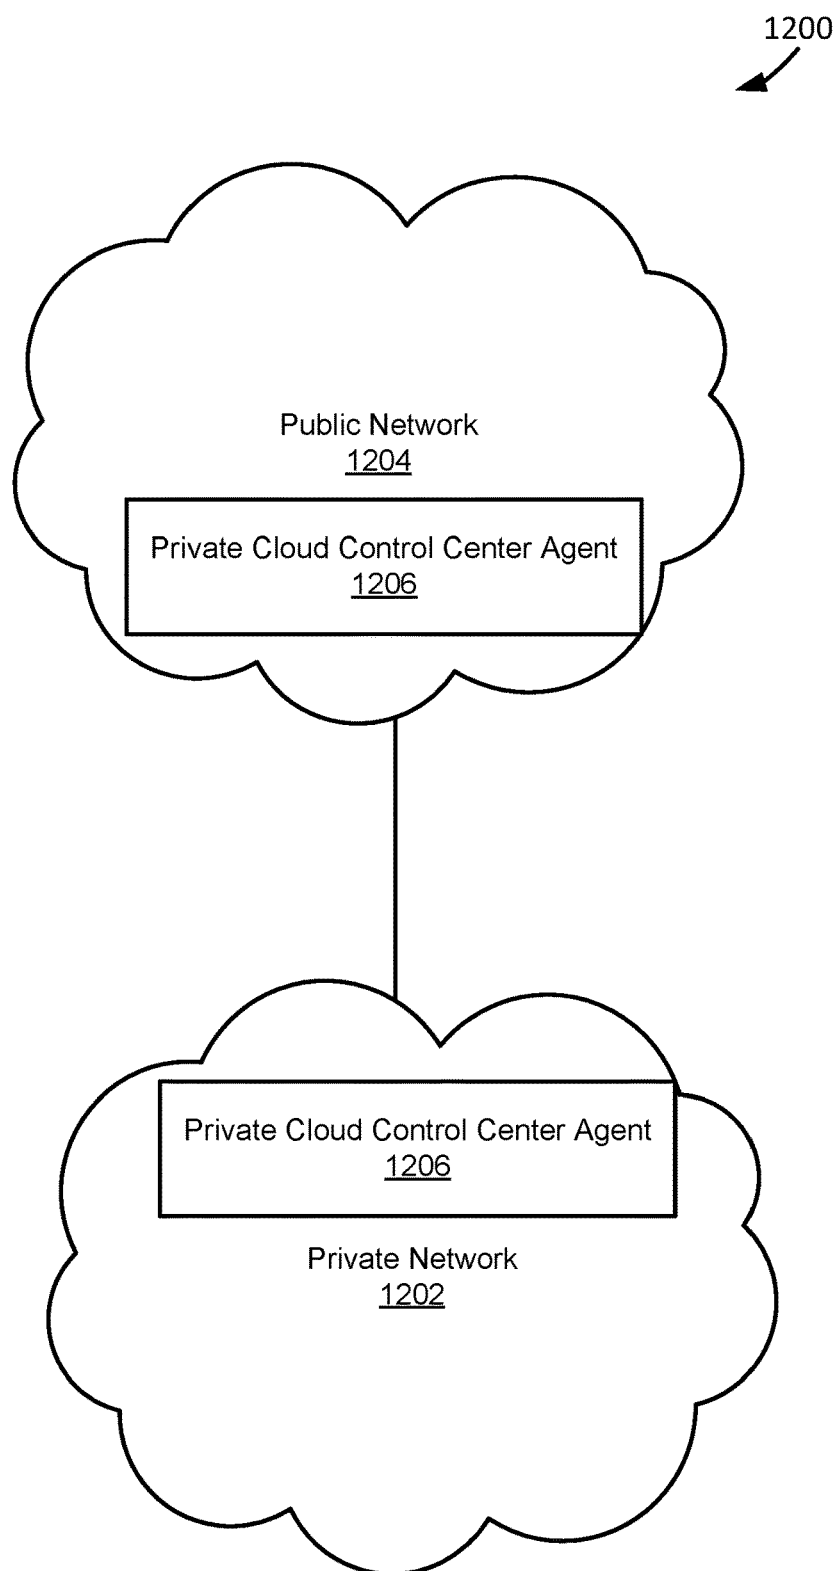 1200
Public Network
1204
Private Cloud Control Center Agent
1206
Private Cloud Control Center Agent
1206
Private Network
1202